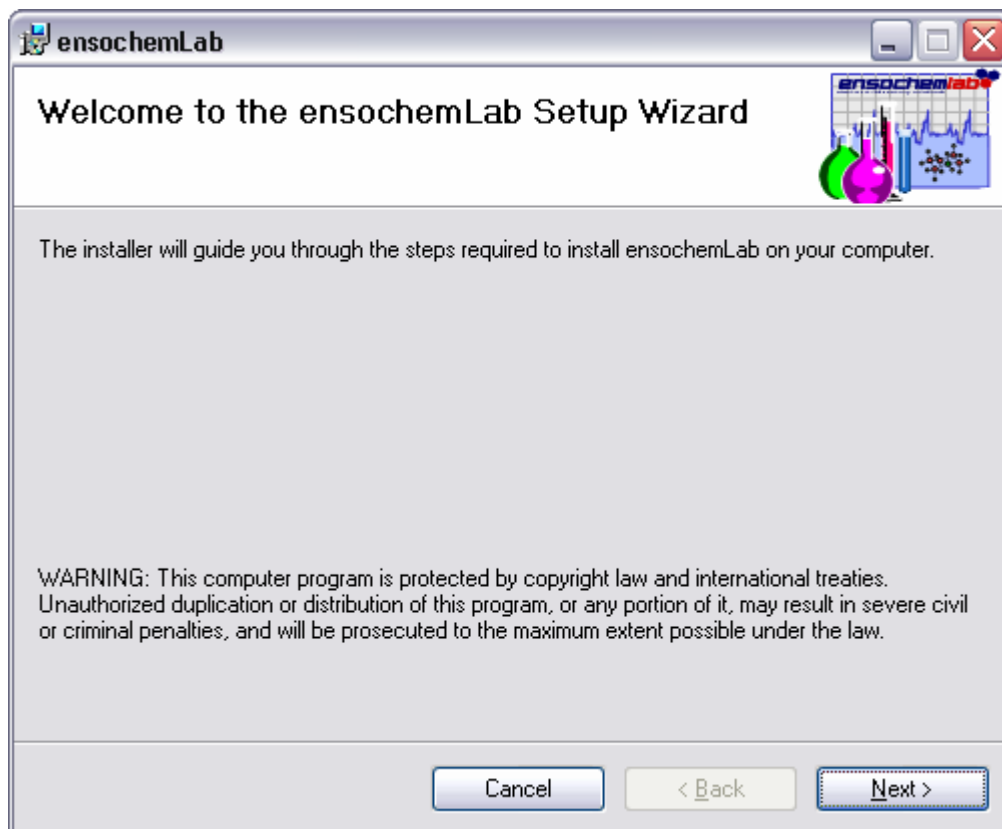 ensochemLab
Welcome to the ensochemLab Setup Wizard
ensochemlab
The installer will guide you through the steps required to install ensochemLab on your computer.
WARNING: This computer program is protected by copyright law and international treaties.
Unauthorized duplication or distribution of this program, or any portion of it, may result in severe civil
or criminal penalties, and will be prosecuted to the maximum extent possible under the law.
Cancel
< Back
Next >